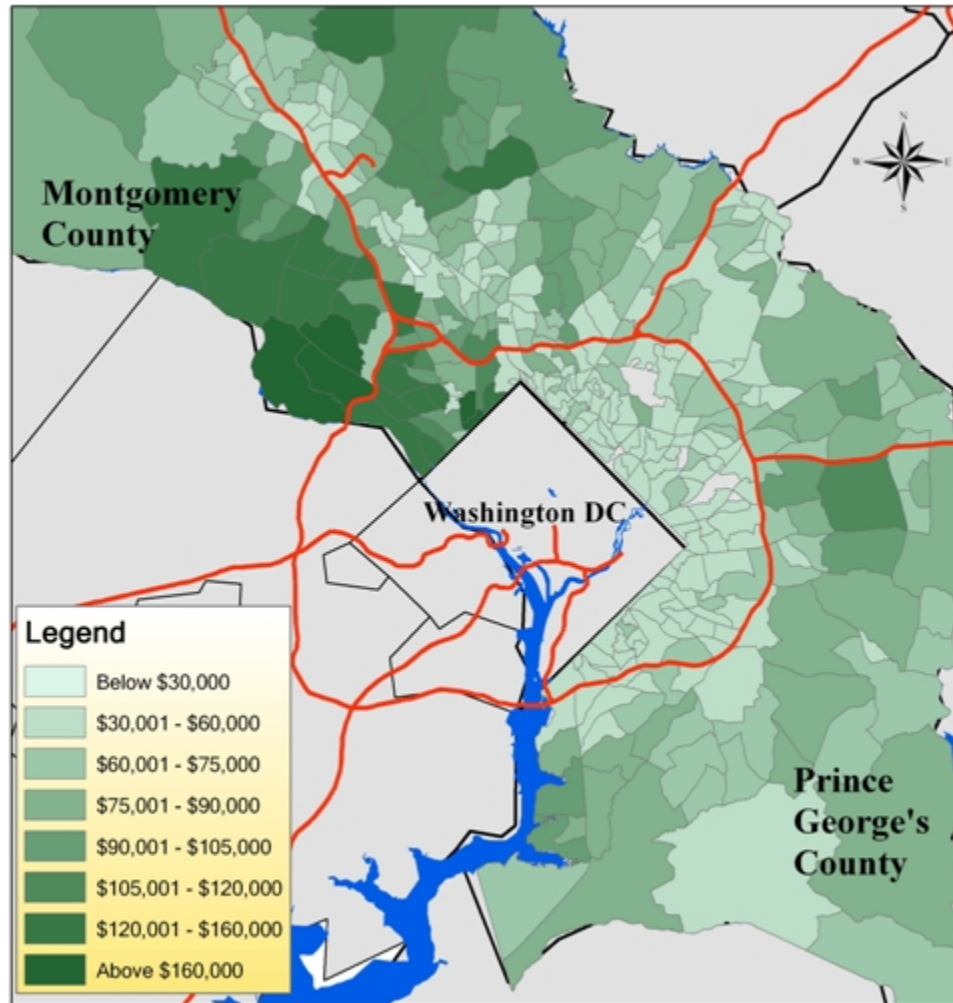 N
W
E
S
Montgomery
County
Washington DC
Legend
Below $30,000
$30,001 - $60,000
$60,001 - $75,000
$75,001 - $90,000
$90,001 - $105,000
$105,001 - $120,000
$120,001 - $160,000
Above $160,000
Prince
George's
County